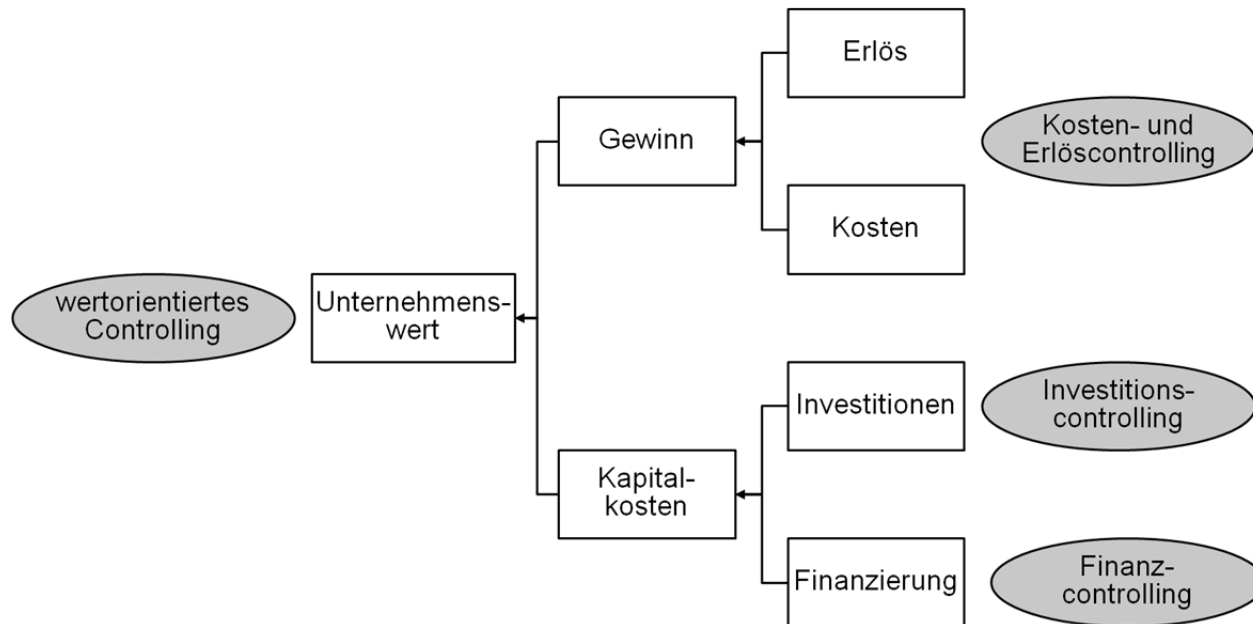 Erlös
Gewinn
Kosten- und
Erlöscontrolling
Kosten
wertorientiertes
Controlling
Unternehmens-
wert
Investitionen
Investitions-
controlling
Kapital-
kosten
Finanzierung
Finanz-
controlling